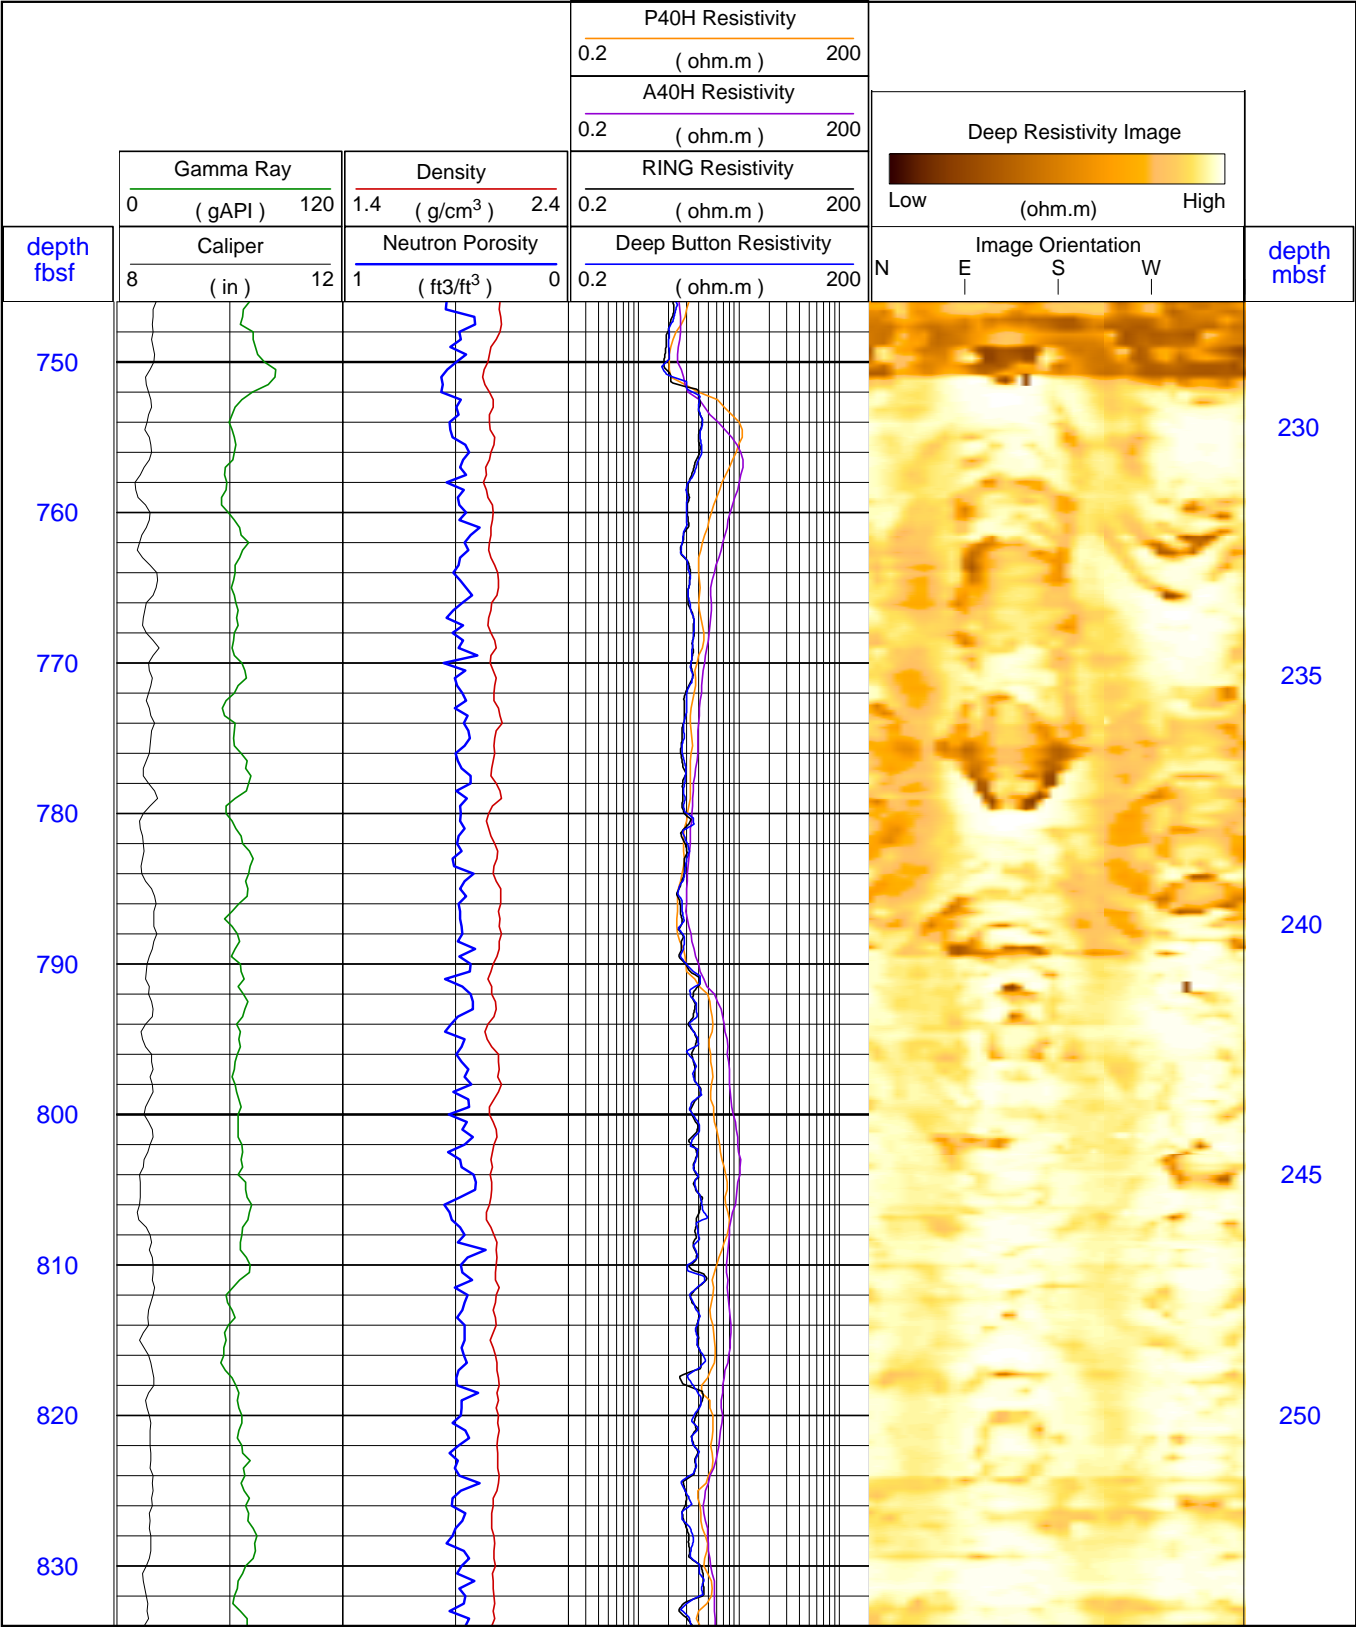 P40H Resistivity
0.2 ( ohm.m ) 200
A40H Resistivity
0.2 ( ohm.m ) 200
Deep Resistivity Image
Low (ohm.m) High
Gamma Ray
0 ( gAPI ) 120
Density
1.4 ( g/cm³ ) 2.4
RING Resistivity
0.2 ( ohm.m ) 200
depth
fbsf
Caliper
8 ( in ) 12
Neutron Porosity
1 ( ft3/ft³ ) 0
Deep Button Resistivity
0.2 ( ohm.m ) 200
Image Orientation
N E S W
depth
mbsf
750
760
770
780
790
800
810
820
830
230
235
240
245
250